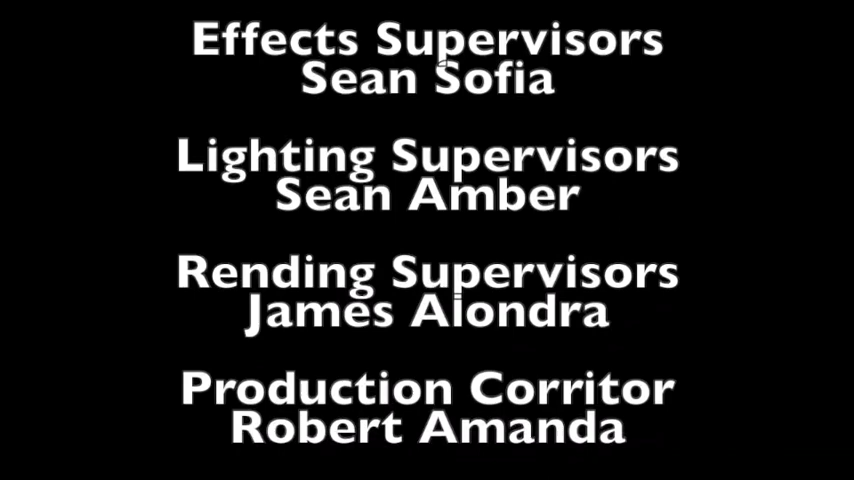 Effects Supervisors
Sean Sofia
Lighting Supervisors
Sean Amber
Rending Supervisors
James Alondra
Production Corritor
Robert Amanda